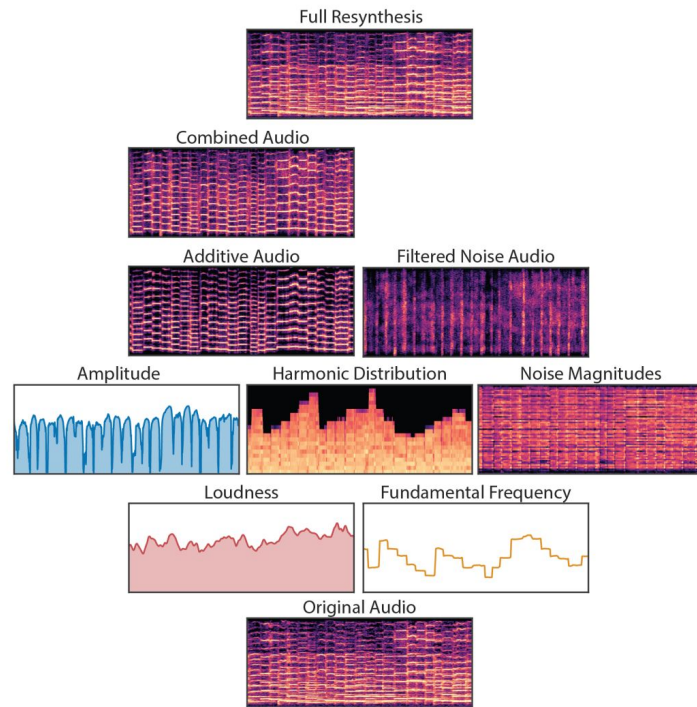 Full Resynthesis
Combined Audio
Additive Audio
Filtered Noise Audio
Amplitude
Harmonic Distribution
Noise Magnitudes
Loudness
Fundamental Frequency
Original Audio